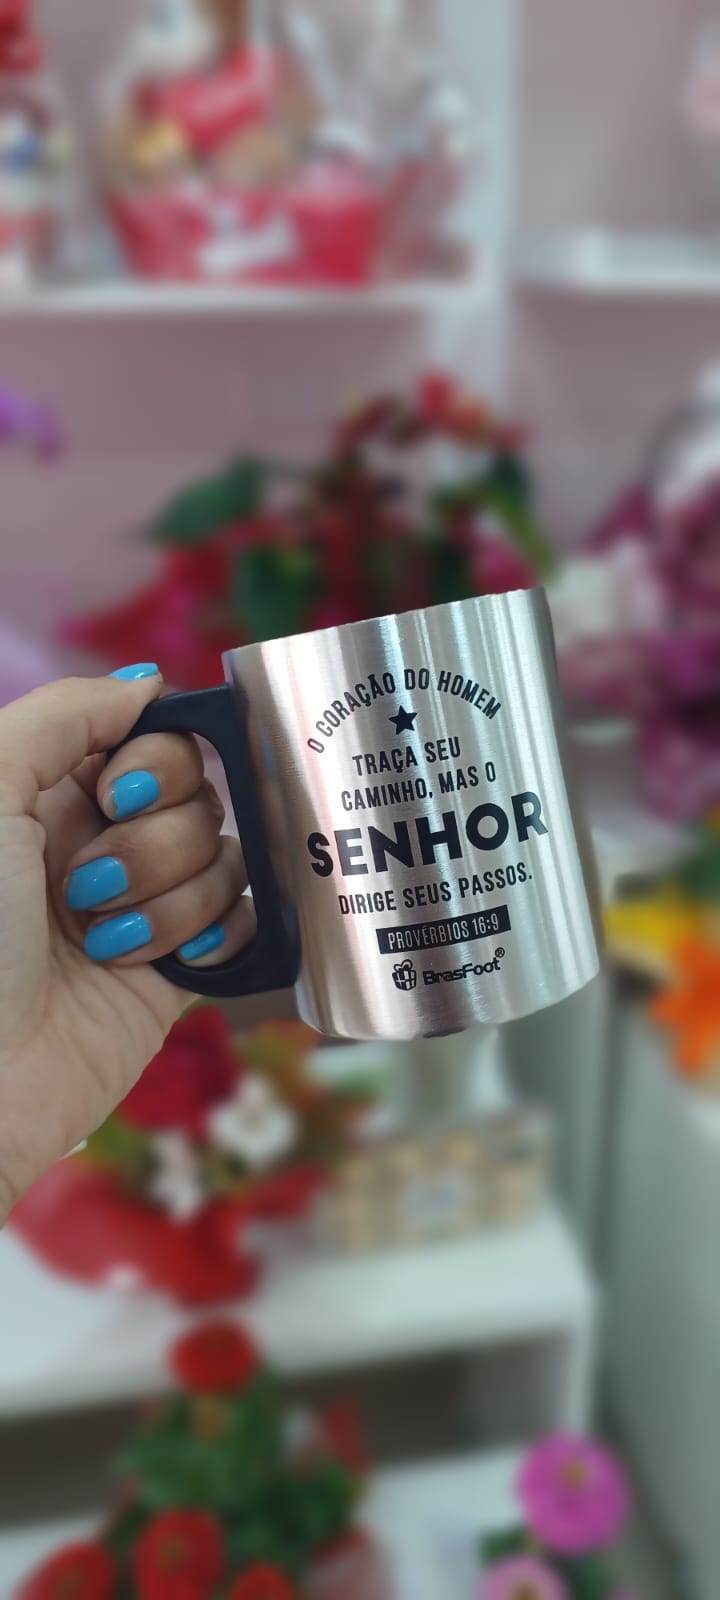 O CORAÇÃO DO HOMEM
TRAÇA SEU
CAMINHO, MAS O
SENHOR
DIRIGE SEUS PASSOS.
PROVÉRBIOS 16:9
BrasFoot®